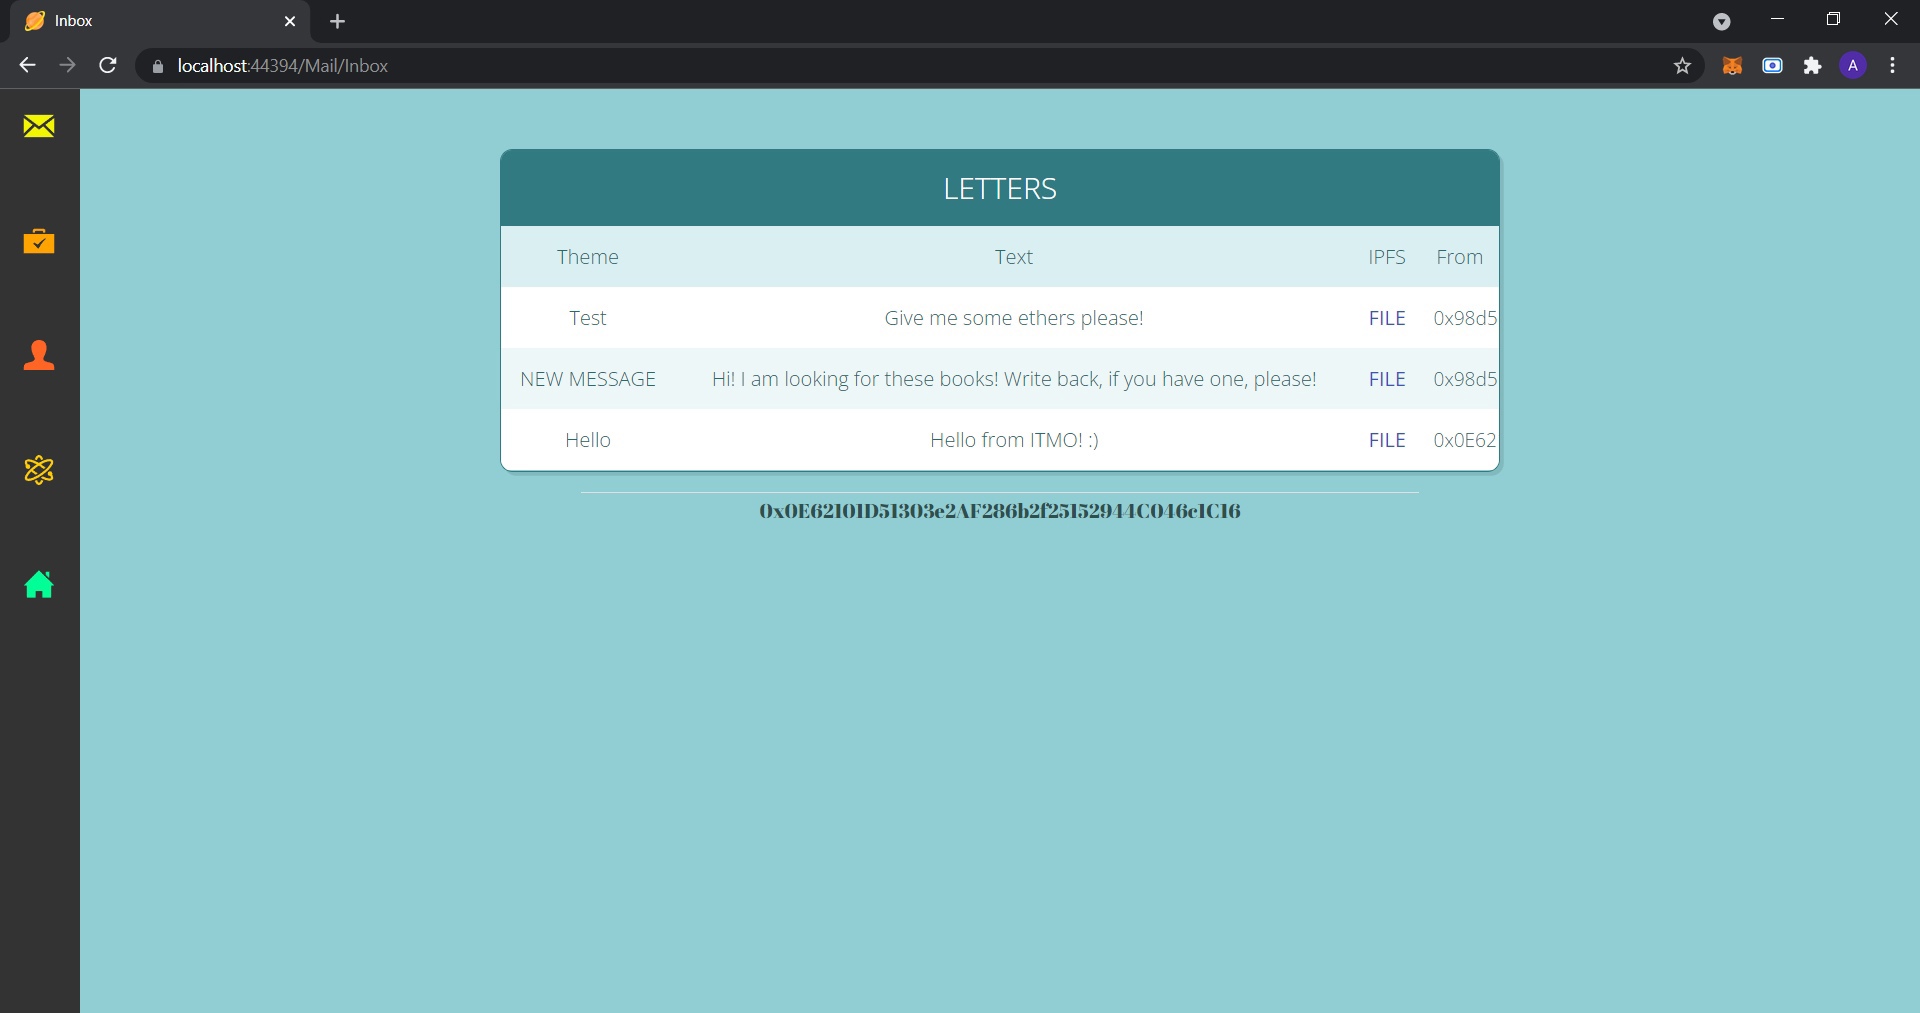 Inbox
localhost:44394/Mail/Inbox
A
LETTERS
Theme Text IPFS From
Test Give me some ethers please! FILE 0x98d5
NEW MESSAGE Hi! I am looking for these books! Write back, if you have one, please! FILE 0x98d5
Hello Hello from ITMO! :) FILE 0x0E62
0x0E62101D51303e2AF286b2f25152944C046c1C16